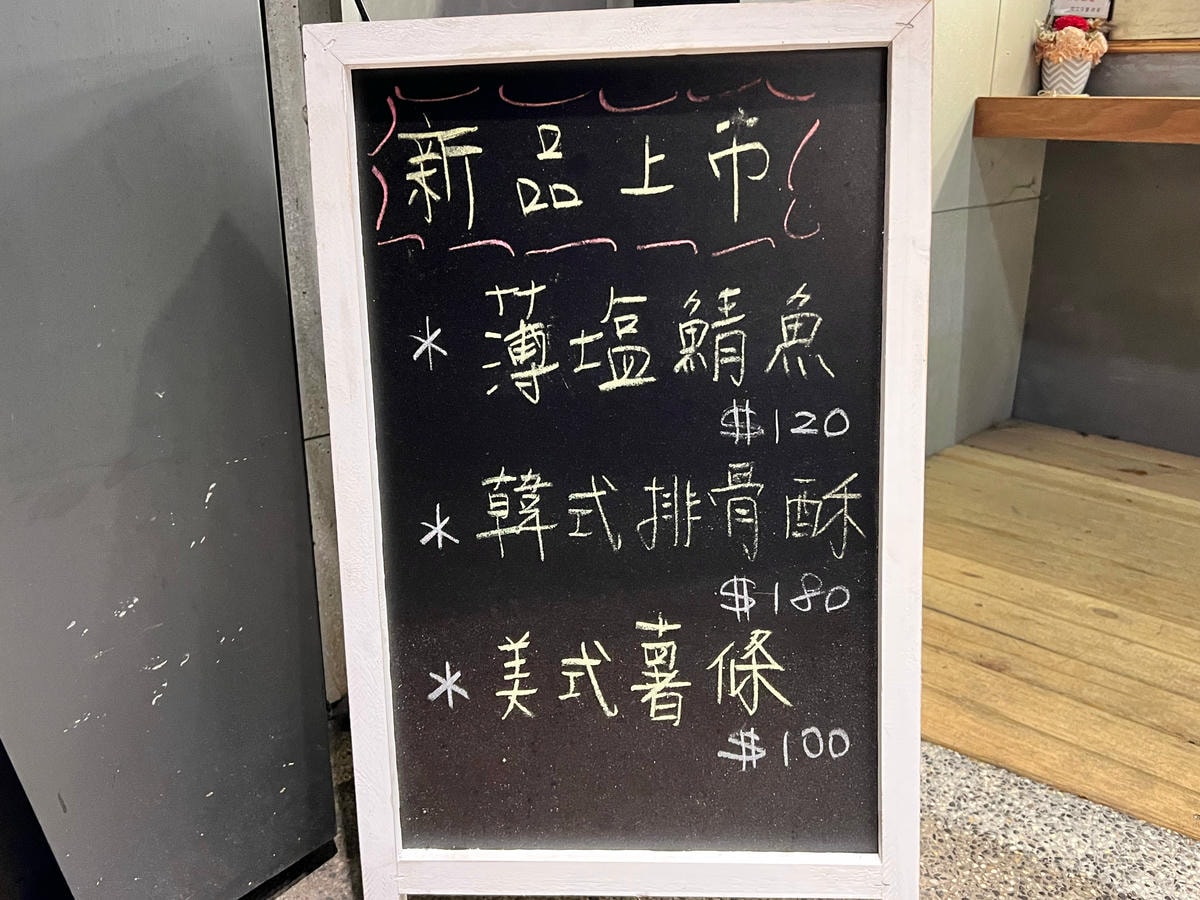 新品上市
* 薄塩鯖魚
$120
* 韓式排骨酥
$180
* 美式薯條
$100